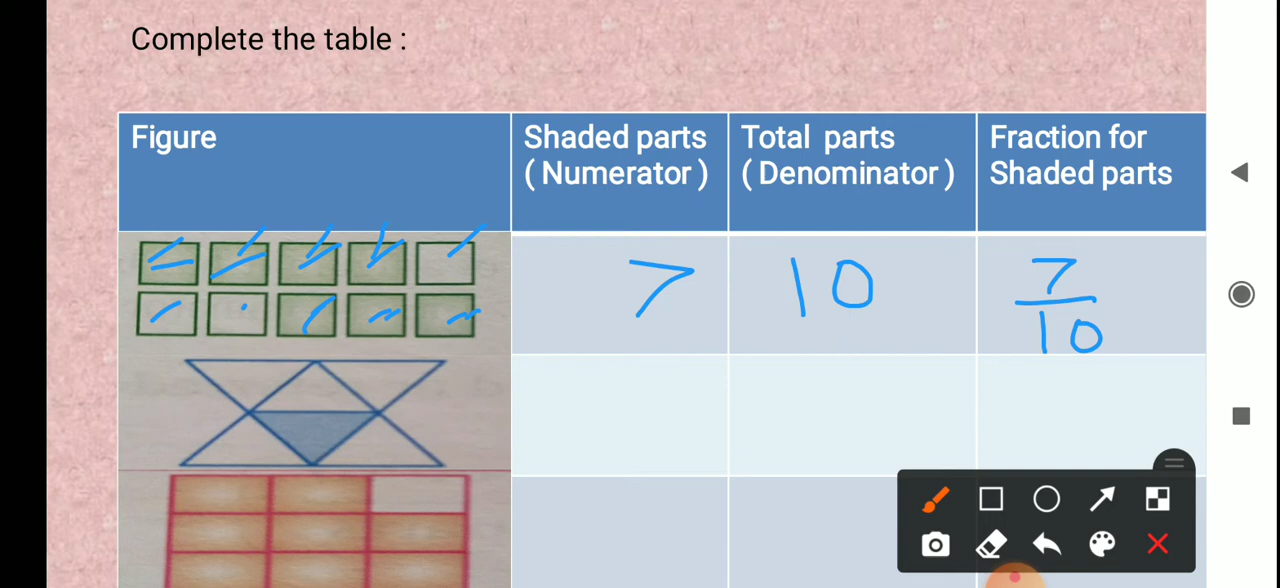 Complete the table :
Figure
Shaded parts
( Numerator )
Total parts
( Denominator )
Fraction for
Shaded parts
7
10
7
10